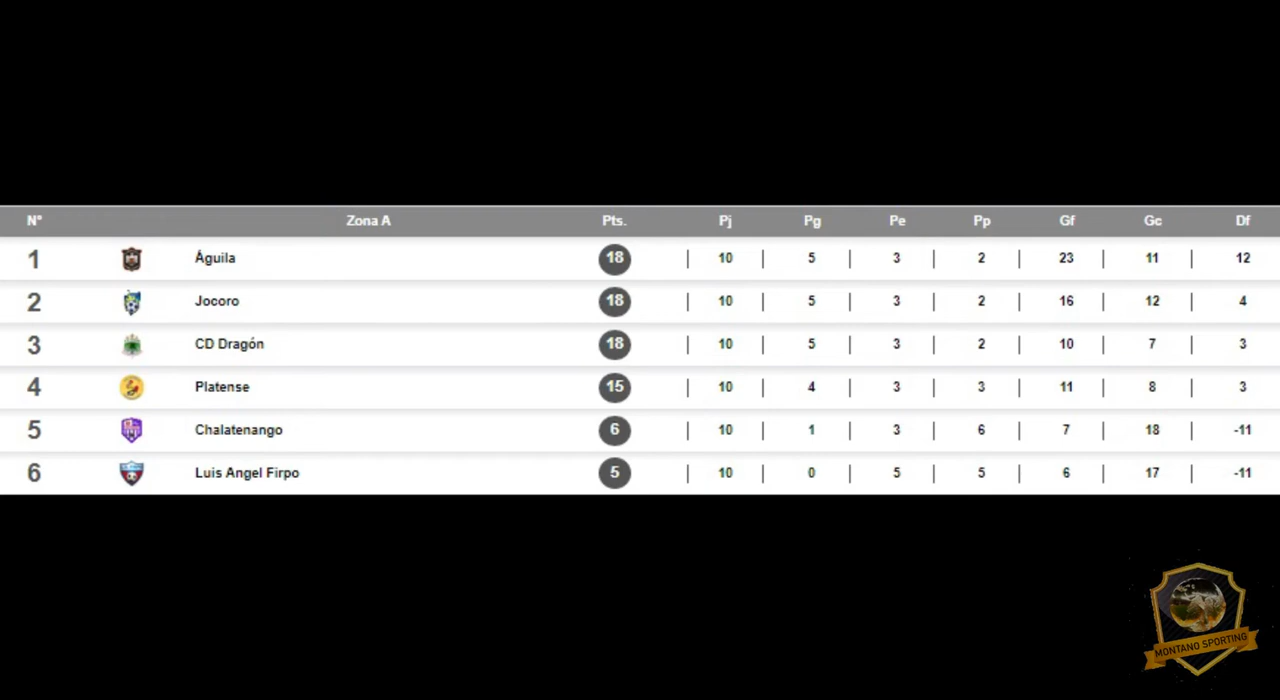 N° Zona A Pts. Pj Pg Pe Pp Gf Gc Df
1 Águila 18 | 10 | 5 | 3 | 2 | 23 | 11 | 12
2 Jocoro 18 | 10 | 5 | 3 | 2 | 16 | 12 | 4
3 CD Dragón 18 | 10 | 5 | 3 | 2 | 10 | 7 | 3
4 Platense 15 | 10 | 4 | 3 | 3 | 11 | 8 | 3
5 Chalatenango 6 | 10 | 1 | 3 | 6 | 7 | 18 | -11
6 Luis Angel Firpo 5 | 10 | 0 | 5 | 5 | 6 | 17 | -11
MONTANO SPORTING